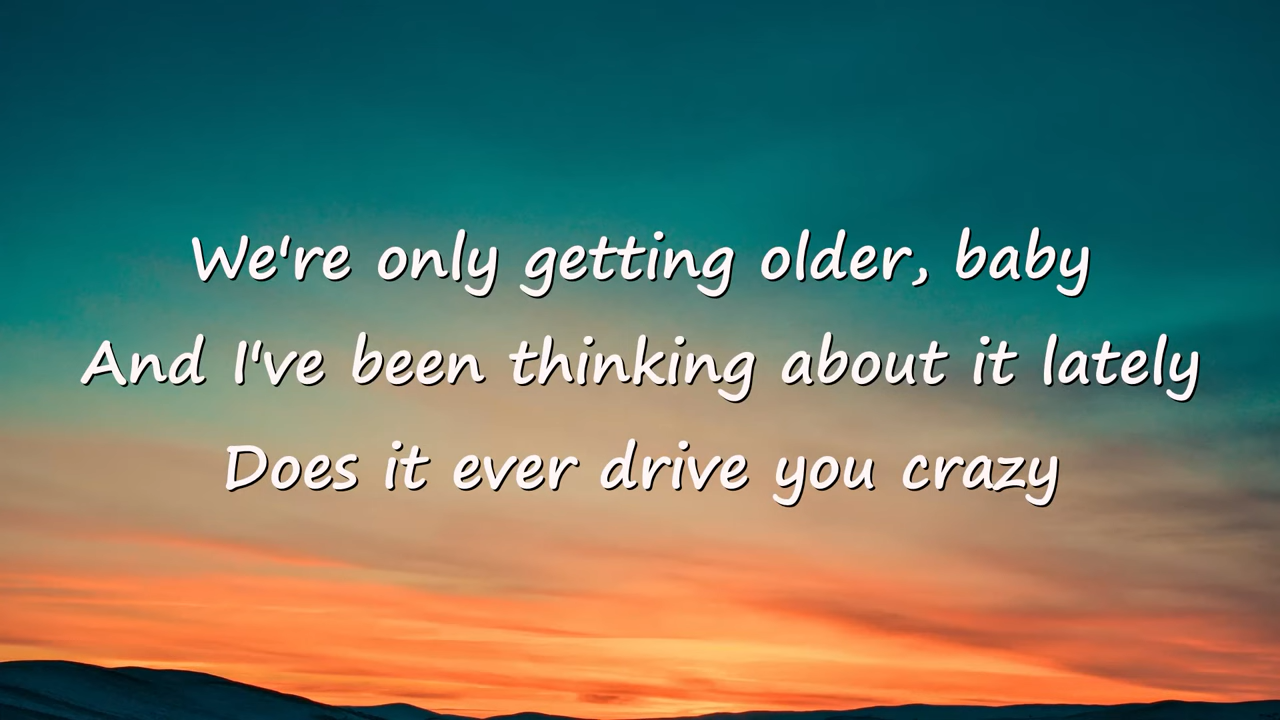 We're only getting older, baby
And I've been thinking about it lately
Does it ever drive you crazy